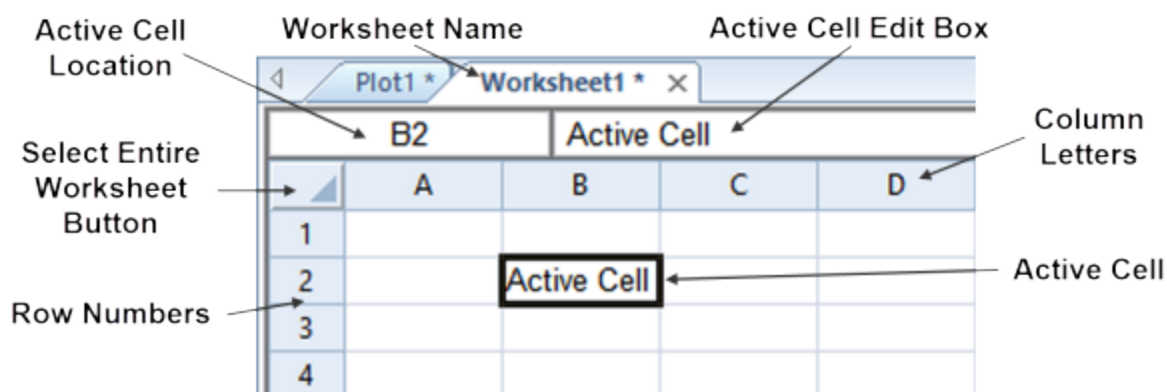 Active Cell
Location
Worksheet Name
Active Cell Edit Box
Plot1 *
Worksheet1 *
B2
Active Cell
Column
Letters
Select Entire
Worksheet
Button
A
B
C
D
1
2
Active Cell
Active Cell
Row Numbers
3
4